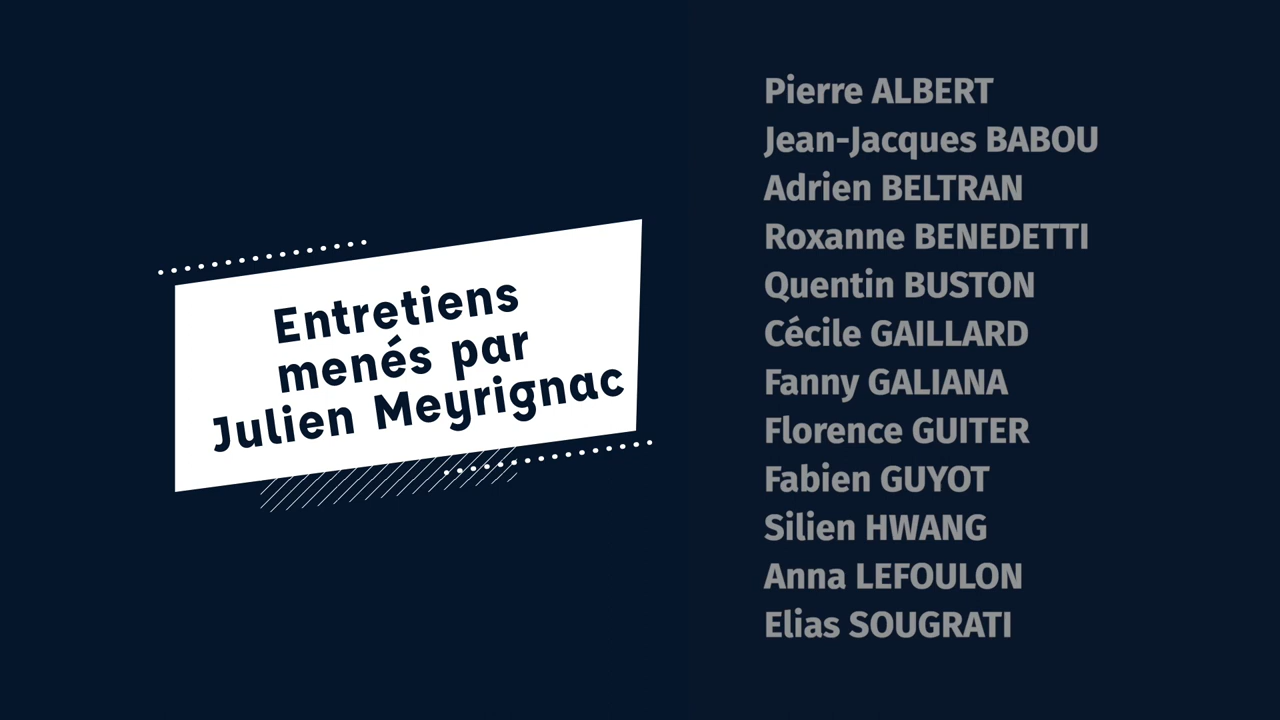 Entretiens
menés par
Julien Meyrignac
Pierre ALBERT
Jean-Jacques BABOU
Adrien BELTRAN
Roxanne BENEDETTI
Quentin BUSTON
Cécile GAILLARD
Fanny GALIANA
Florence GUITER
Fabien GUYOT
Silien HWANG
Anna LEFOULON
Elias SOUGRATI